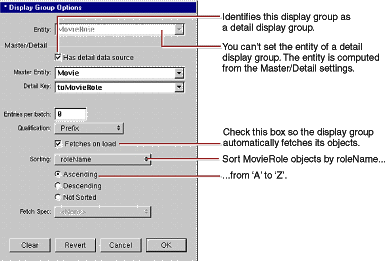 * Display Group Options
Identifies this display group as
a detail display group.
Entity: MovieRole
Master/Detail
You can't set the entity of a detail
display group. The entity is computed
from the Master/Detail settings.
Has detail data source
Master Entity: Movie
Detail Key: toMovieRole
Entries per batch: 0
Qualification: Prefix
Check this box so the display group
automatically fetches its objects.
Fetches on load
Sorting: roleName
Sort MovieRole objects by roleName...
Ascending
...from 'A' to 'Z'.
Descending
Not Sorted
Fetch Spec:
Clear Revert Cancel OK